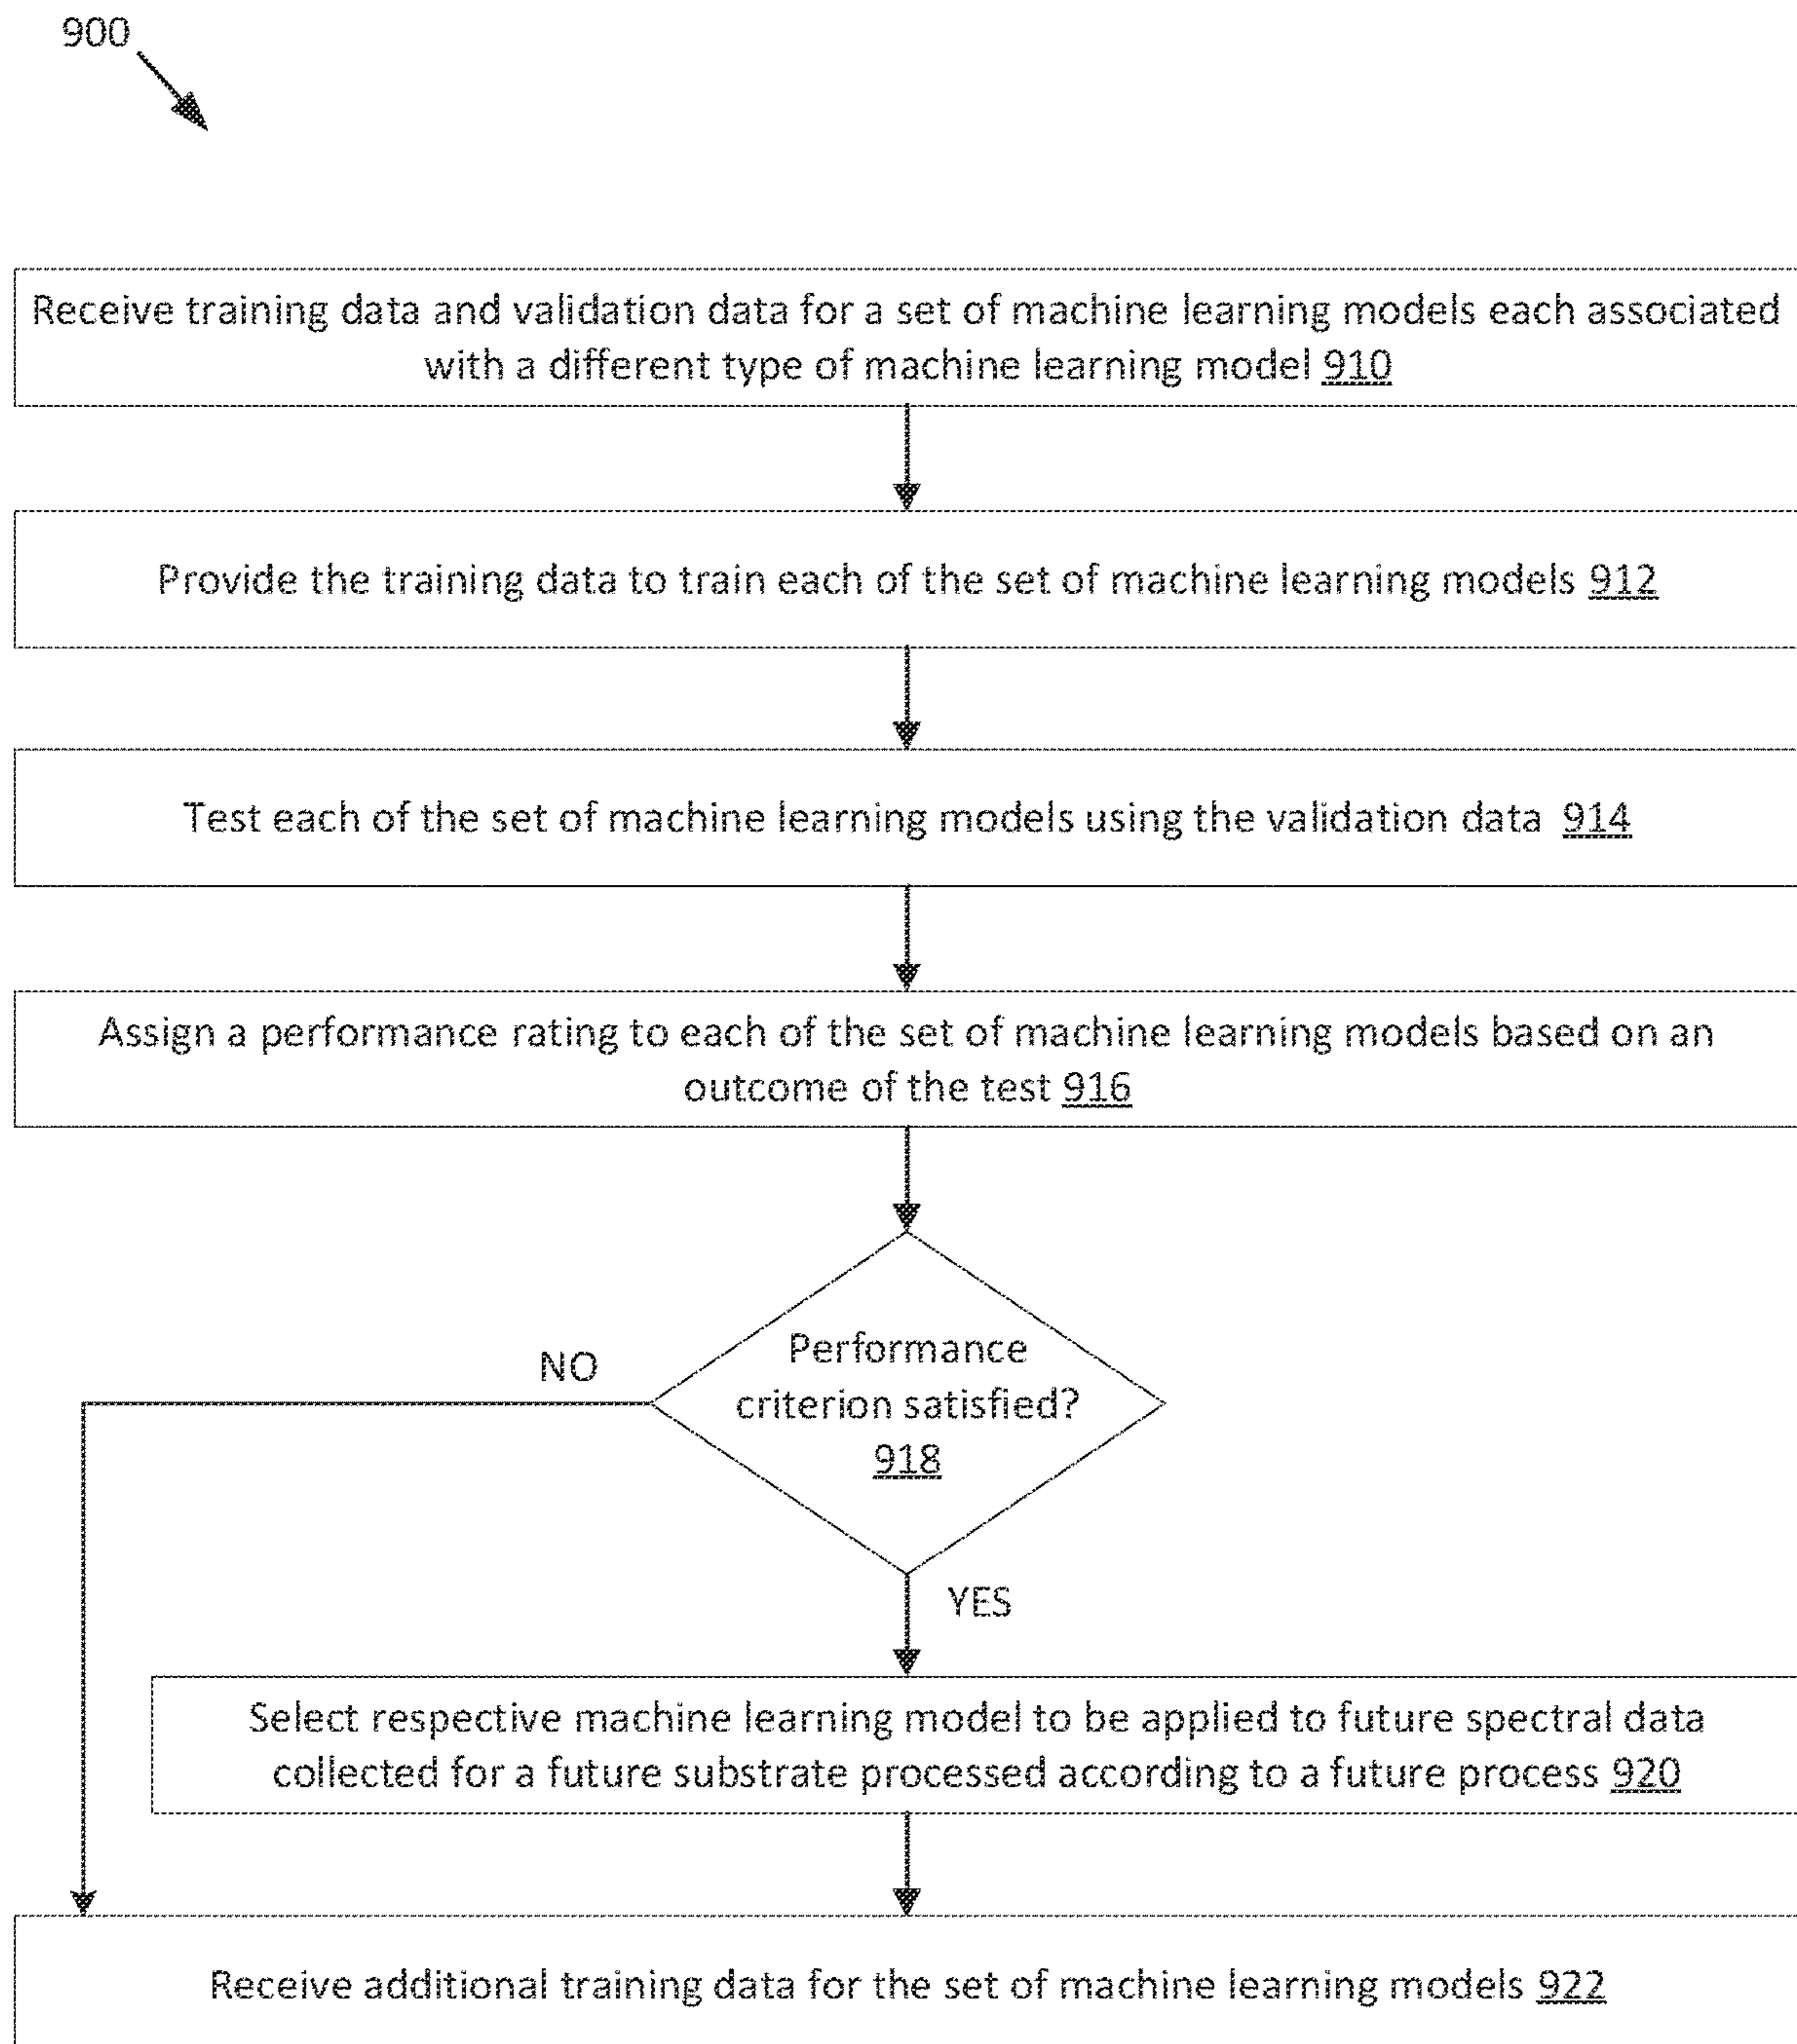 900
Receive training data and validation data for a set of machine learning models each associated
with a different type of machine learning model 910
Provide the training data to train each of the set of machine learning models 912
Test each of the set of machine learning models using the validation data 914
Assign a performance rating to each of the set of machine learning models based on an
outcome of the test 916
NO
Performance
criterion satisfied?
918
YES
Select respective machine learning model to be applied to future spectral data
collected for a future substrate processed according to a future process 920
Receive additional training data for the set of machine learning models 922